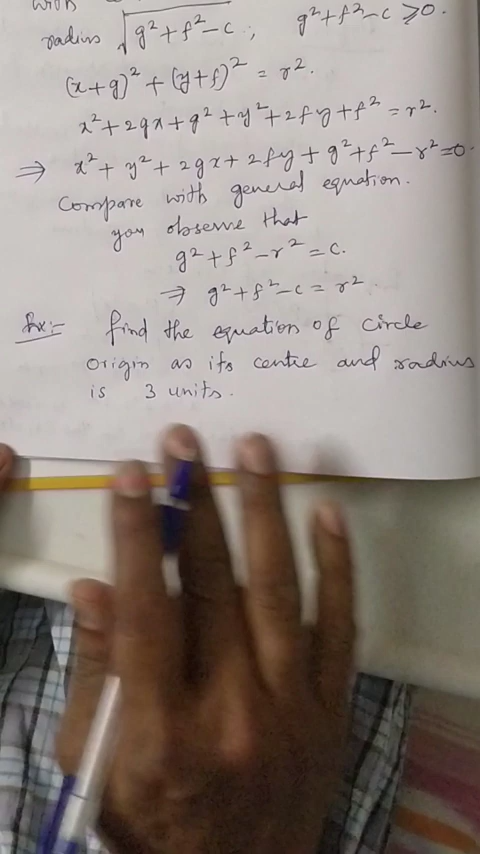 with
radius √(g²+f²-c), g²+f²-c ≥0.
(x+g)² + (y+f)² = r².
x²+2gx+g²+y²+2fy+f² = r².
⇒ x²+y²+2gx+2fy+g²+f²-r²=0.
Compare with general equation.
you observe that
g²+f²-r²=c.
⇒ g²+f²-c = r²
Ex:- find the equation of circle
origin as its centre and radius
is 3 units.